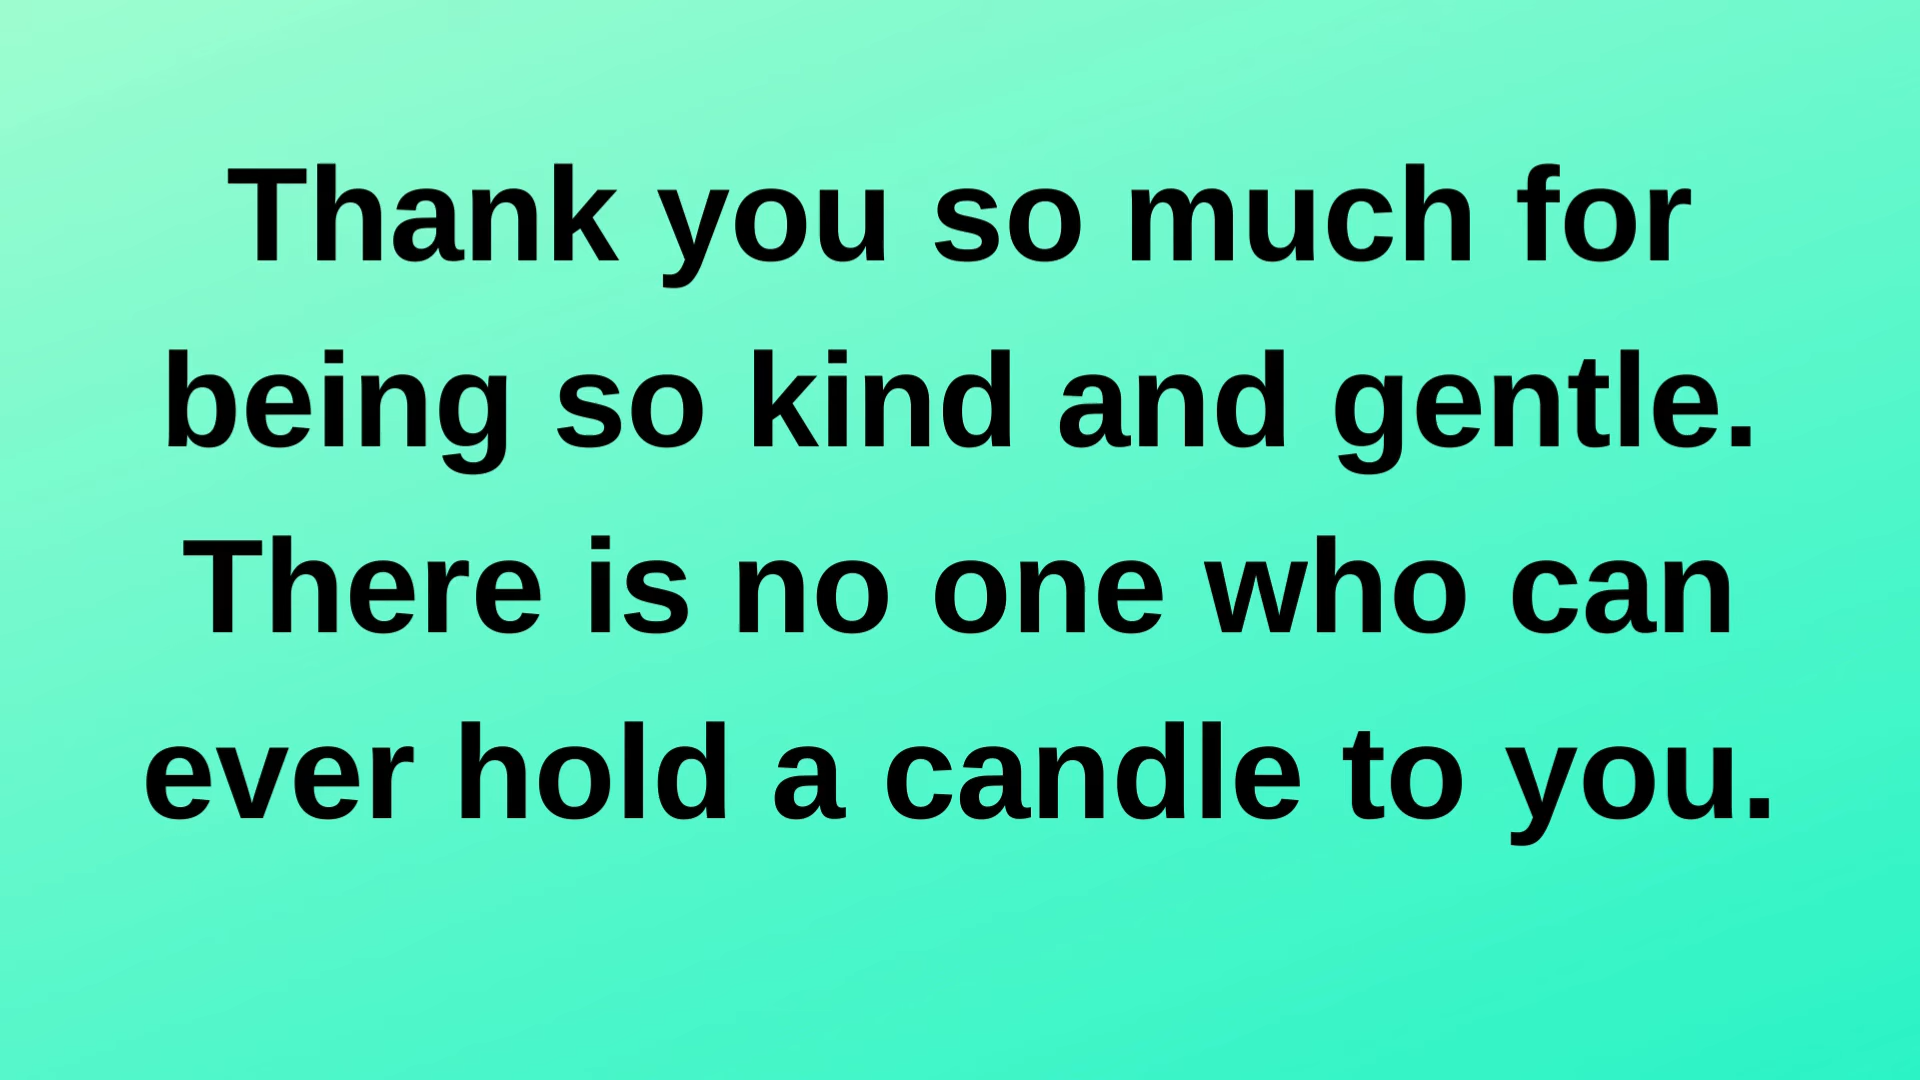 Thank you so much for
being so kind and gentle.
There is no one who can
ever hold a candle to you.